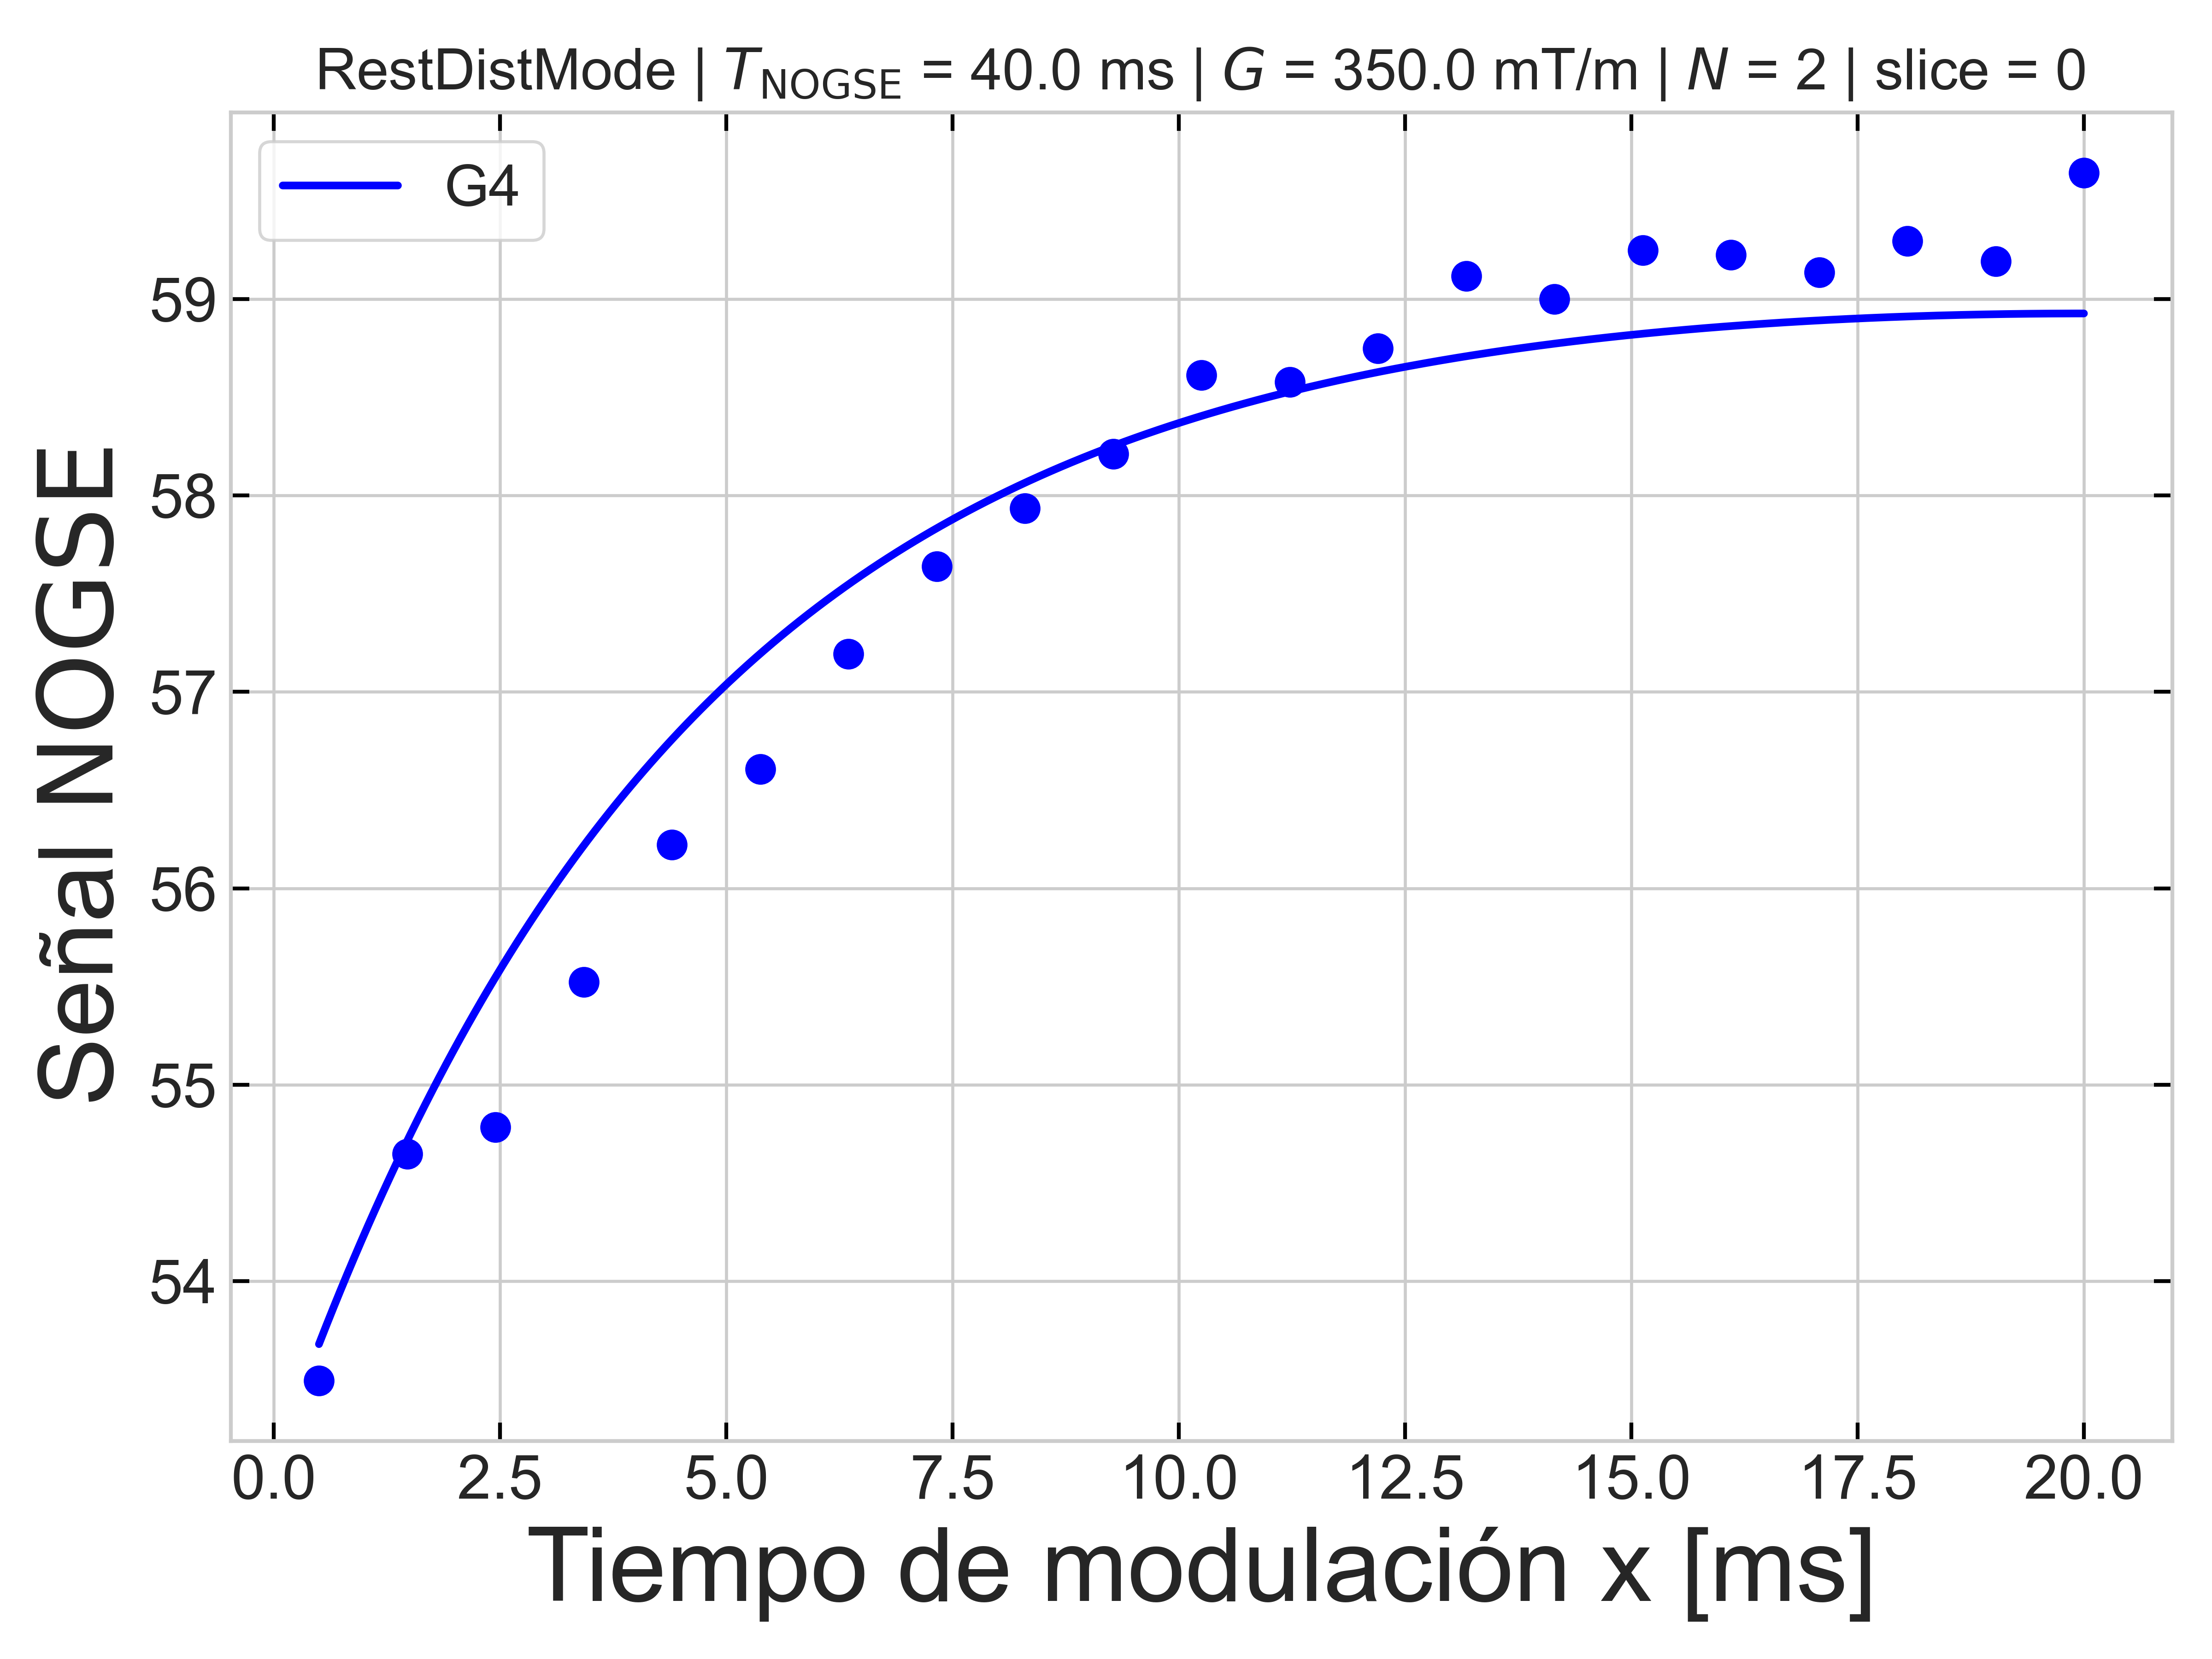 RestDistMode | T_NOGSE = 40.0 ms | G = 350.0 mT/m | N = 2 | slice = 0
G4
Señal NOGSE
59
58
57
56
55
54
0.0 2.5 5.0 7.5 10.0 12.5 15.0 17.5 20.0
Tiempo de modulación x [ms]